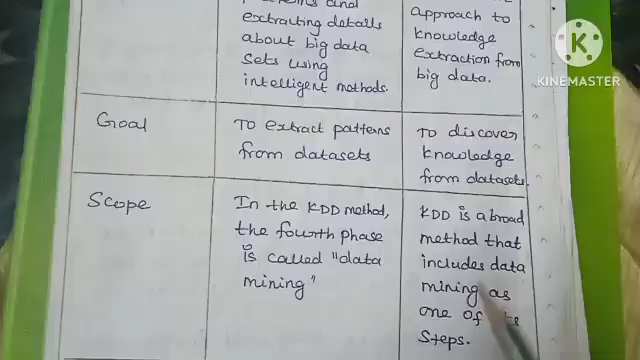 extracting details
about big data
sets using
intelligent methods.
approach to
knowledge
extraction from
big data.
KINEMASTER
Goal
To extract patterns
from datasets
To discover
knowledge
from datasets.
Scope
In the KDD method,
the fourth phase
is called "data
mining"
KDD is a broad
method that
includes data
mining as
one of its
steps.